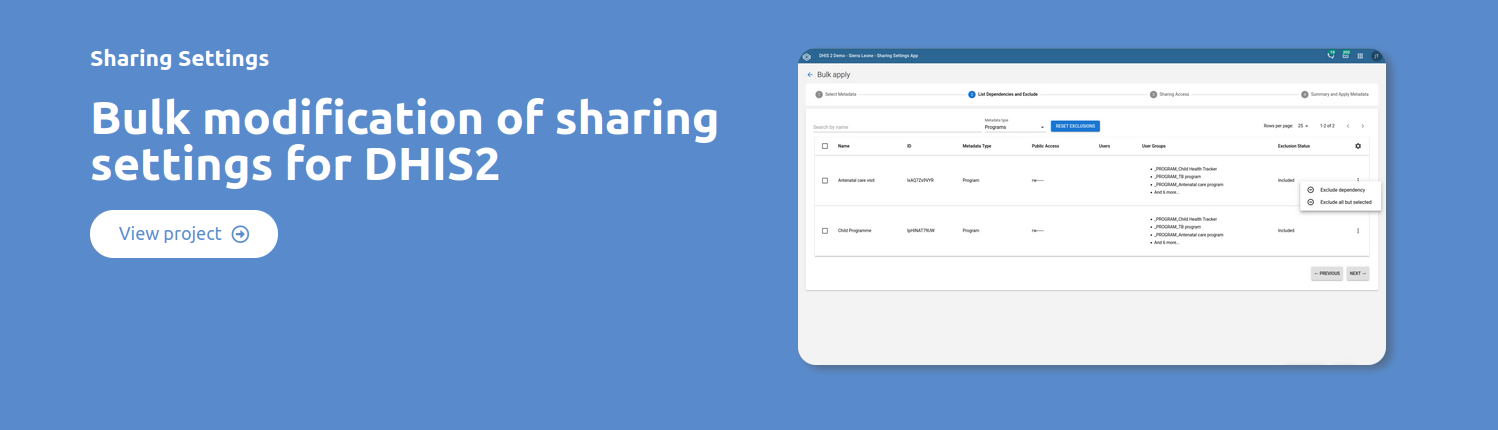 Sharing Settings
Bulk modification of sharing
settings for DHIS2
View project
DHIS 2 Demo - Sierra Leone - Sharing Settings App
Bulk apply
1 Select Metadata 2 List Dependencies and Exclude 3 Sharing Access 4 Summary and Apply Metadata
Search by name
Metadata type
Programs
RESET EXCLUSIONS
Rows per page: 25 1-2 of 2
Name ID Metadata Type Public Access Users User Groups Exclusion Status
Antenatal care visit lxAQ7Zs9VYR Program rw------ Included
• _PROGRAM_Child Health Tracker
• _PROGRAM_TB program
• _PROGRAM_Antenatal care program
• And 6 more...
Exclude dependency
Exclude all but selected
Child Programme IpHINAT79UW Program rw------ Included
• _PROGRAM_Child Health Tracker
• _PROGRAM_TB program
• _PROGRAM_Antenatal care program
• And 6 more...
← PREVIOUS NEXT →